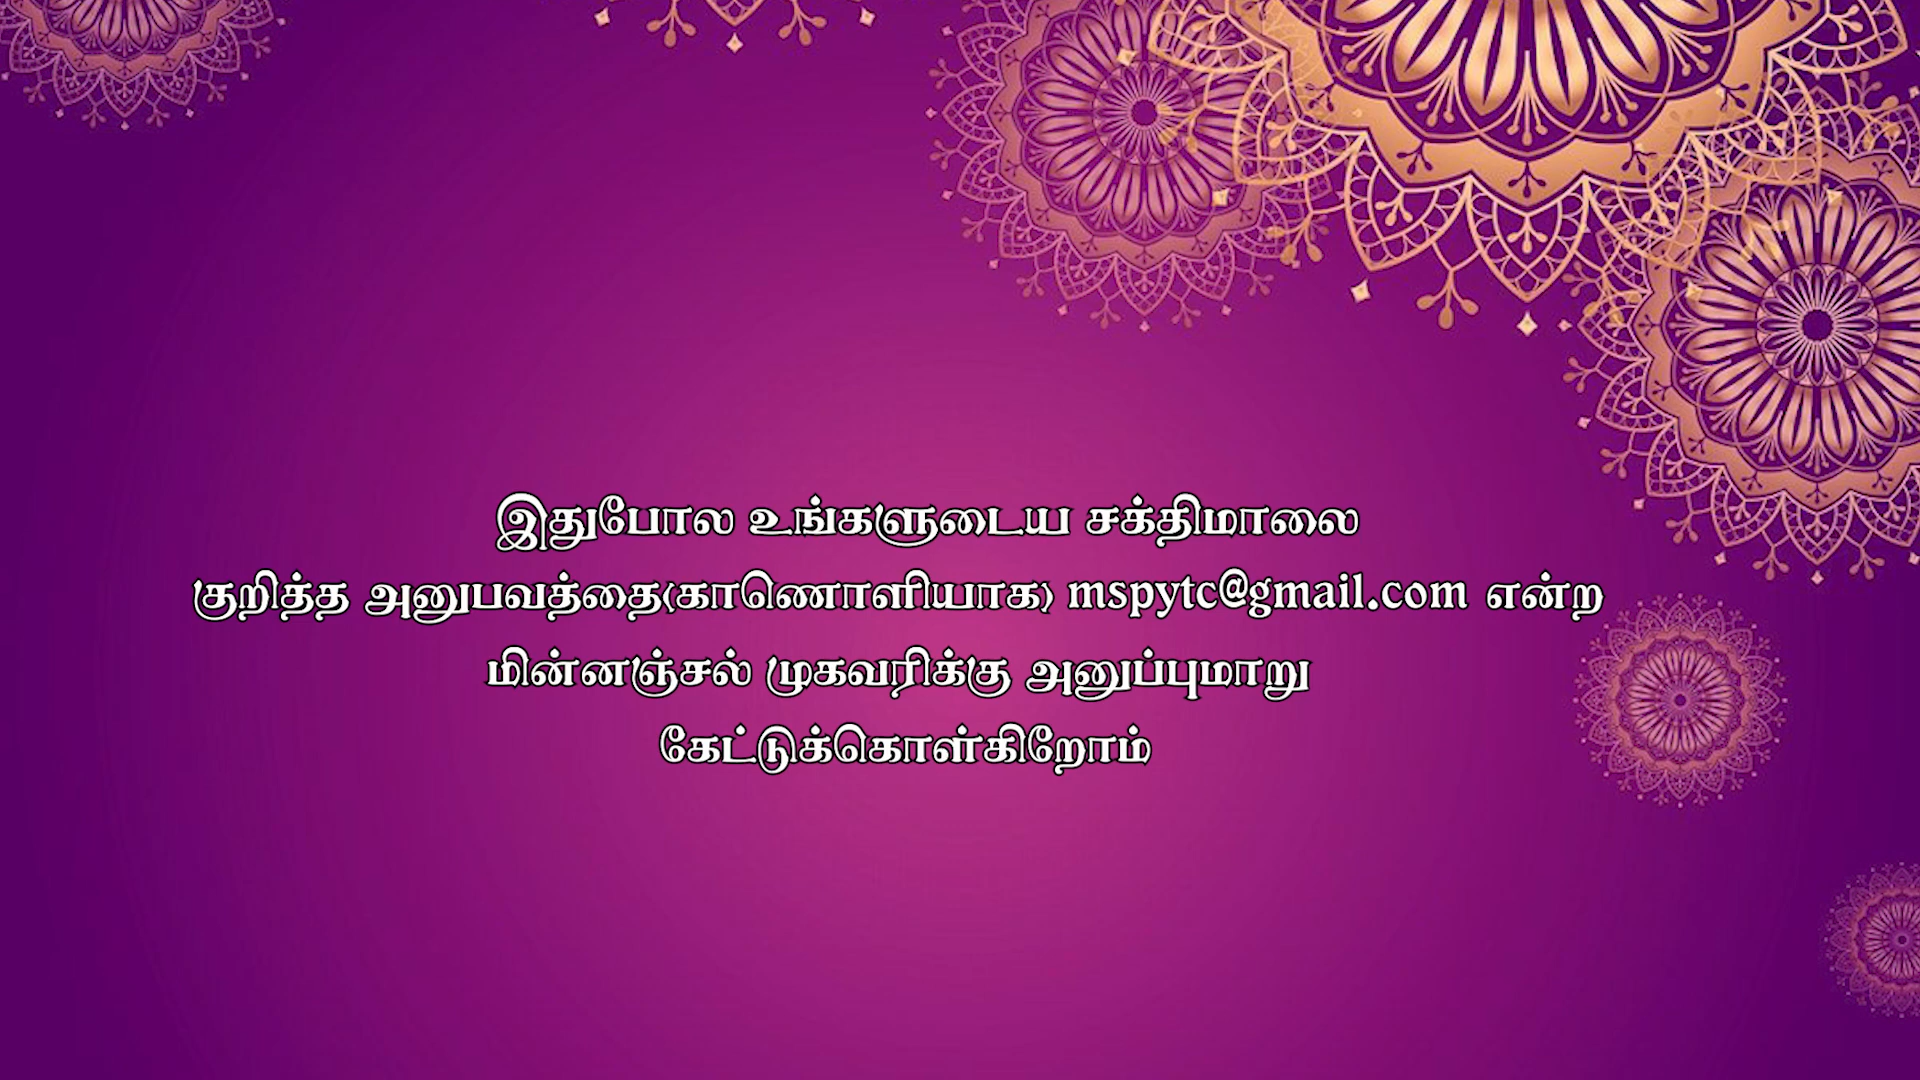 இதுபோல உங்களுடைய சக்திமாலை
குறித்த அனுபவத்தை(காணொளியாக) mspytc@gmail.com என்ற
மின்னஞ்சல் முகவரிக்கு அனுப்புமாறு
கேட்டுக்கொள்கிறோம்